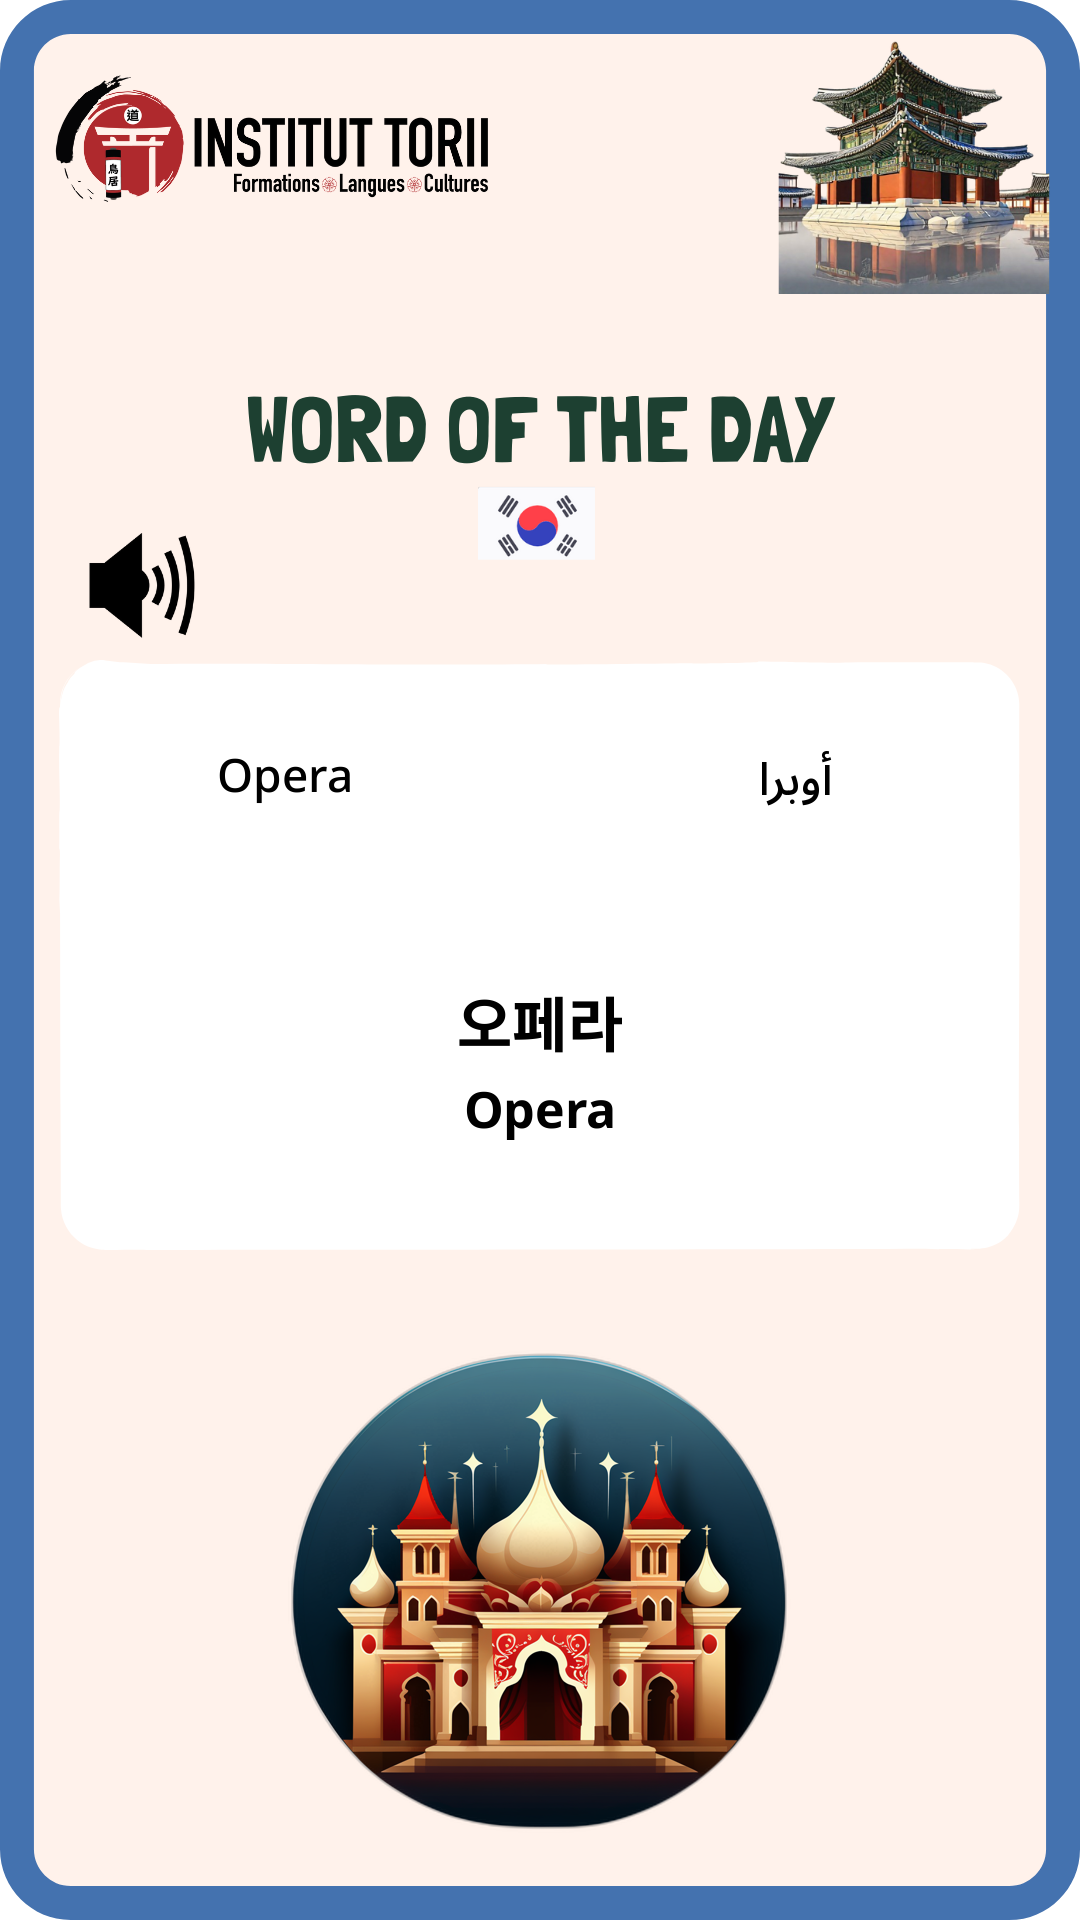 道
鳥居
INSTITUT TORII
Formations Langues Cultures
WORD OF THE DAY
Opera
أوبرا
오페라
Opera